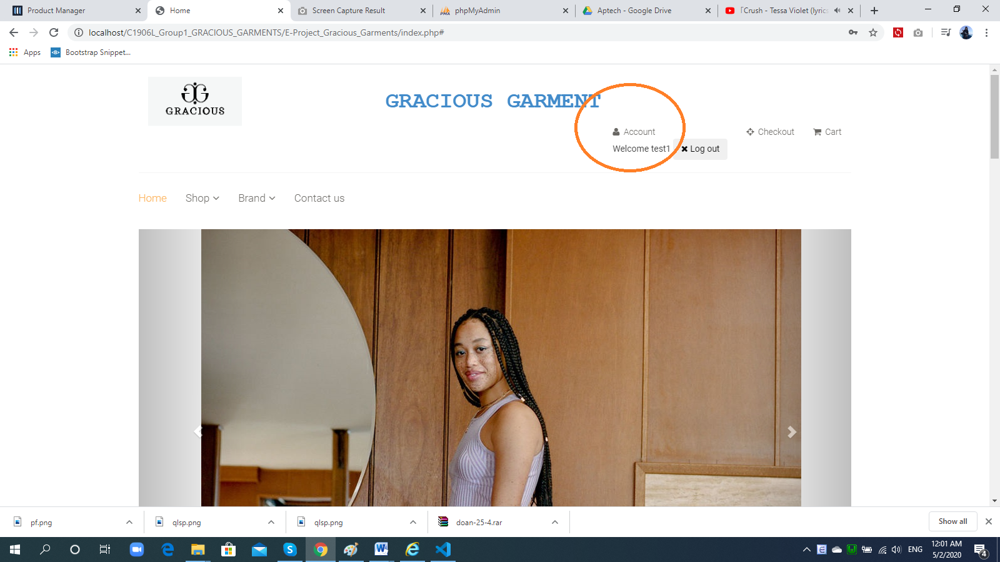 Product Manager
Home
Screen Capture Result
phpMyAdmin
Aptech - Google Drive
「Crush - Tessa Violet (lyrics
localhost/C1906L_Group1_GRACIOUS_GARMENTS/E-Project_Gracious_Garments/index.php#
Apps
Bootstrap Snippet...
GRACIOUS
GRACIOUS GARMENT
Account
Checkout
Cart
Welcome test1
Log out
Home
Shop
Brand
Contact us
pf.png
qlsp.png
qlsp.png
doan-25-4.rar
Show all
ENG
12:01 AM
5/2/2020
4